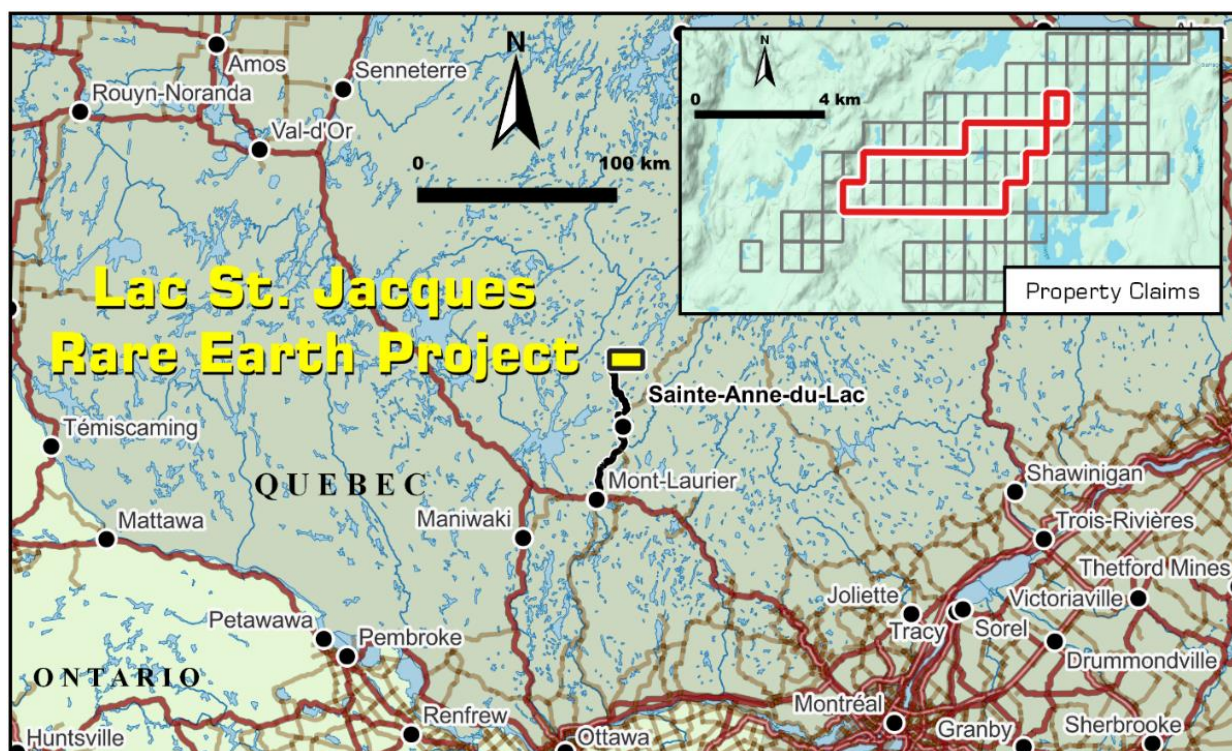 Amos
Senneterre
Rouyn-Noranda
Val-d'Or
N
0 100 km
N
0 4 km
Property Claims
Lac St. Jacques
Rare Earth Project
Sainte-Anne-du-Lac
Témiscaming
QUEBEC
Mont-Laurier
Shawinigan
Mattawa
Maniwaki
Trois-Rivières
Thetford Mines
Joliette
Victoriaville
Petawawa
Tracy
Sorel
Pembroke
Drummondville
ONTARIO
Montréal
Renfrew
Granby
Sherbrooke
Huntsville
Ottawa